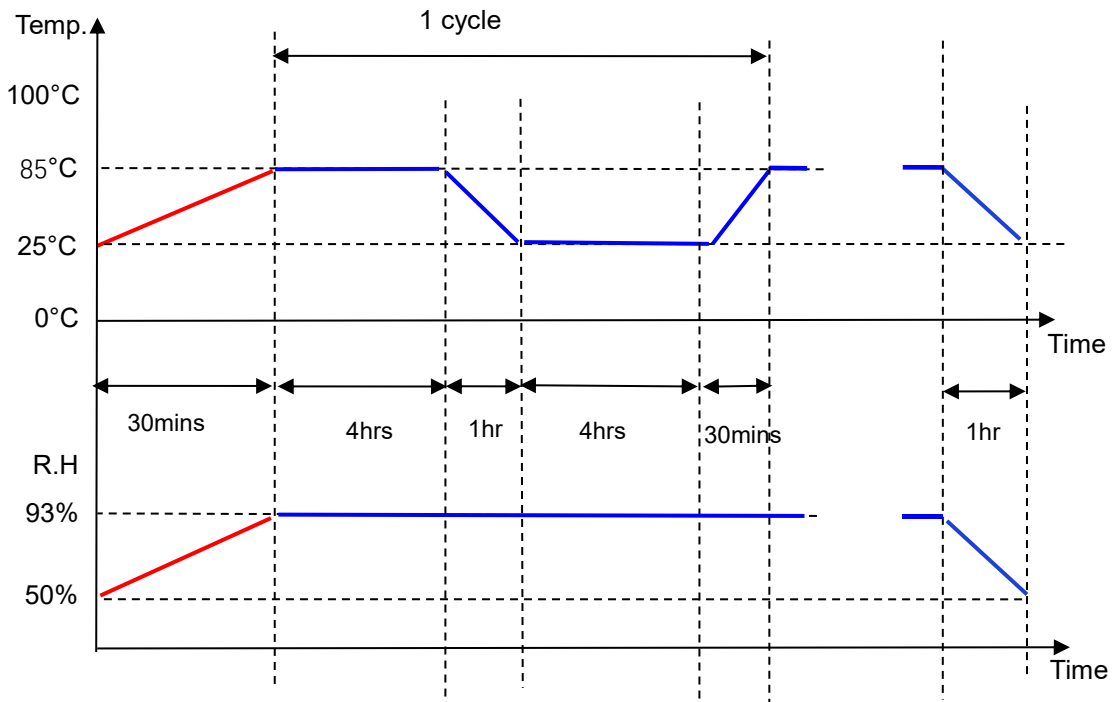 1 cycle
Temp.
100°C
85°C
25°C
0°C
Time
30mins
4hrs
1hr
4hrs
30mins
1hr
R.H
93%
50%
Time